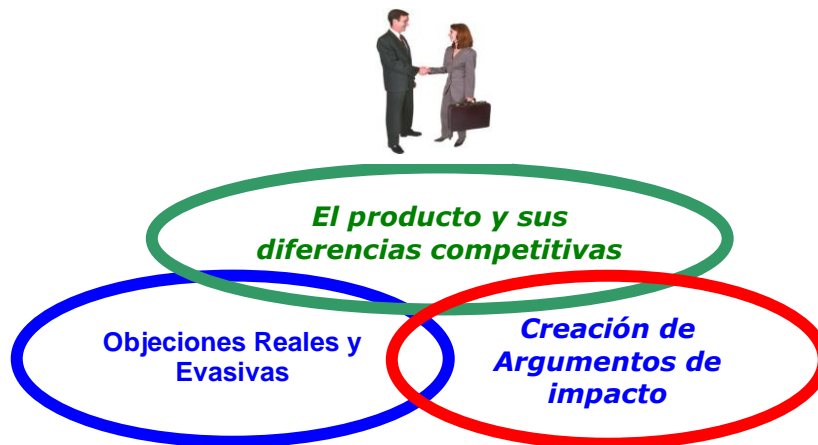 El producto y sus
diferencias competitivas
Objeciones Reales y
Evasivas
Creación de
Argumentos de
impacto